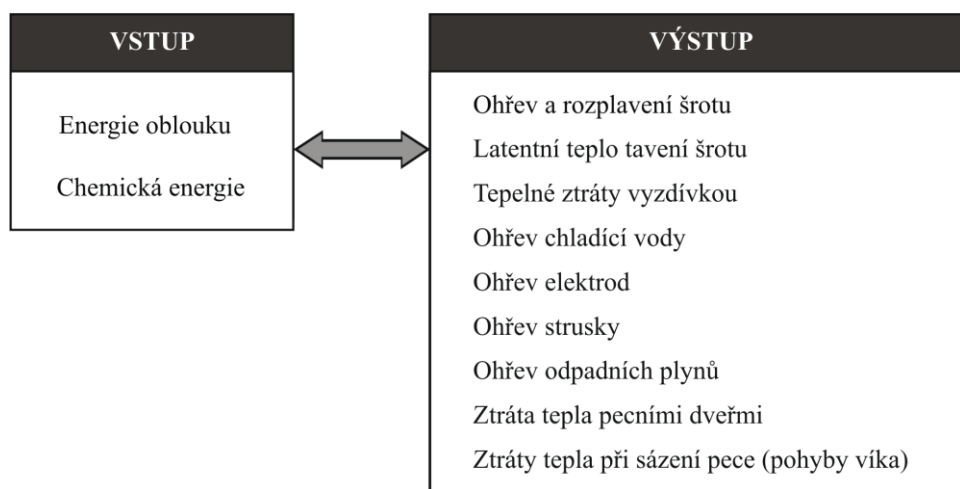 VSTUP
Energie oblouku
Chemická energie
VÝSTUP
Ohřev a rozplavení šrotu
Latentní teplo tavení šrotu
Tepelné ztráty vyzdívkou
Ohřev chladící vody
Ohřev elektrod
Ohřev strusky
Ohřev odpadních plynů
Ztráta tepla pecními dveřmi
Ztráty tepla při sázení pece (pohyby víka)